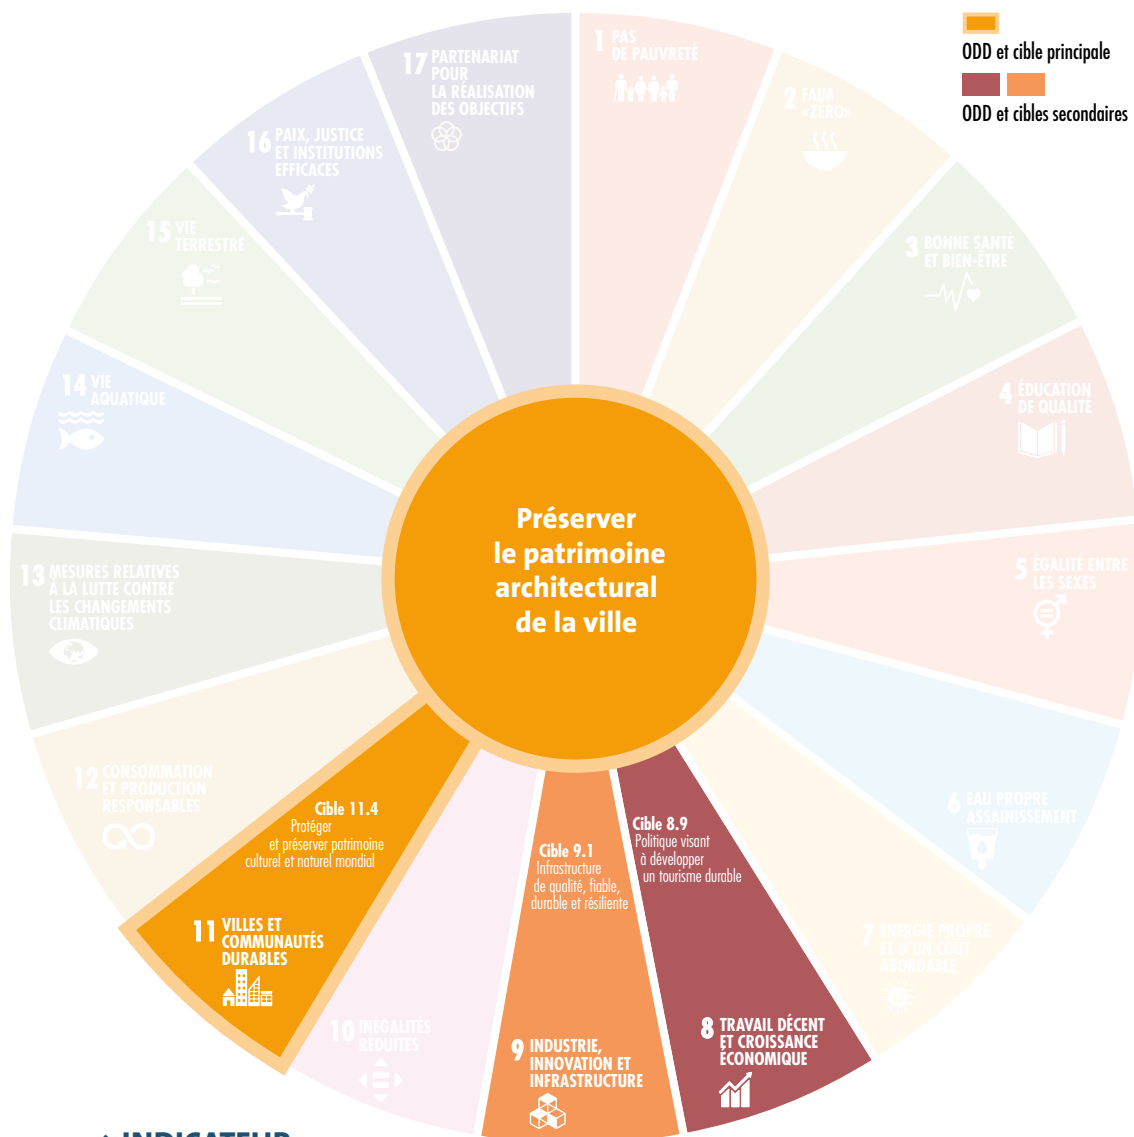 ODD et cible principale
ODD et cibles secondaires
1 PAS
DE PAUVRETÉ
2 FAIM
«ZERO»
3 BONNE SANTÉ
ET BIEN-ÊTRE
4 ÉDUCATION
DE QUALITÉ
5 ÉGALITÉ ENTRE
LES SEXES
6 EAU PROPRE
ASSAINISSEMENT
7 ENERGIE PROPRE
ET D'UN COÛT
ABORDABLE
Cible 8.9
Politique visant
à développer
un tourisme durable
8 TRAVAIL DÉCENT
ET CROISSANCE
ÉCONOMIQUE
Cible 9.1
Infrastructure
de qualité, fiable,
durable et résiliente
9 INDUSTRIE,
INNOVATION ET
INFRASTRUCTURE
10 INÉGALITÉS
RÉDUITES
Cible 11.4
Protéger
et préserver patrimoine
culturel et naturel mondial
11 VILLES ET
COMMUNAUTÉS
DURABLES
12 CONSOMMATION
ET PRODUCTION
RESPONSABLES
13 MESURES RELATIVES
À LA LUTTE CONTRE
LES CHANGEMENTS
CLIMATIQUES
14 VIE
AQUATIQUE
15 VIE
TERRESTRE
16 PAIX, JUSTICE
ET INSTITUTIONS
EFFICACES
17 PARTENARIAT
POUR
LA RÉALISATION
DES OBJECTIFS
Préserver
le patrimoine
architectural
de la ville
INDICATEUR